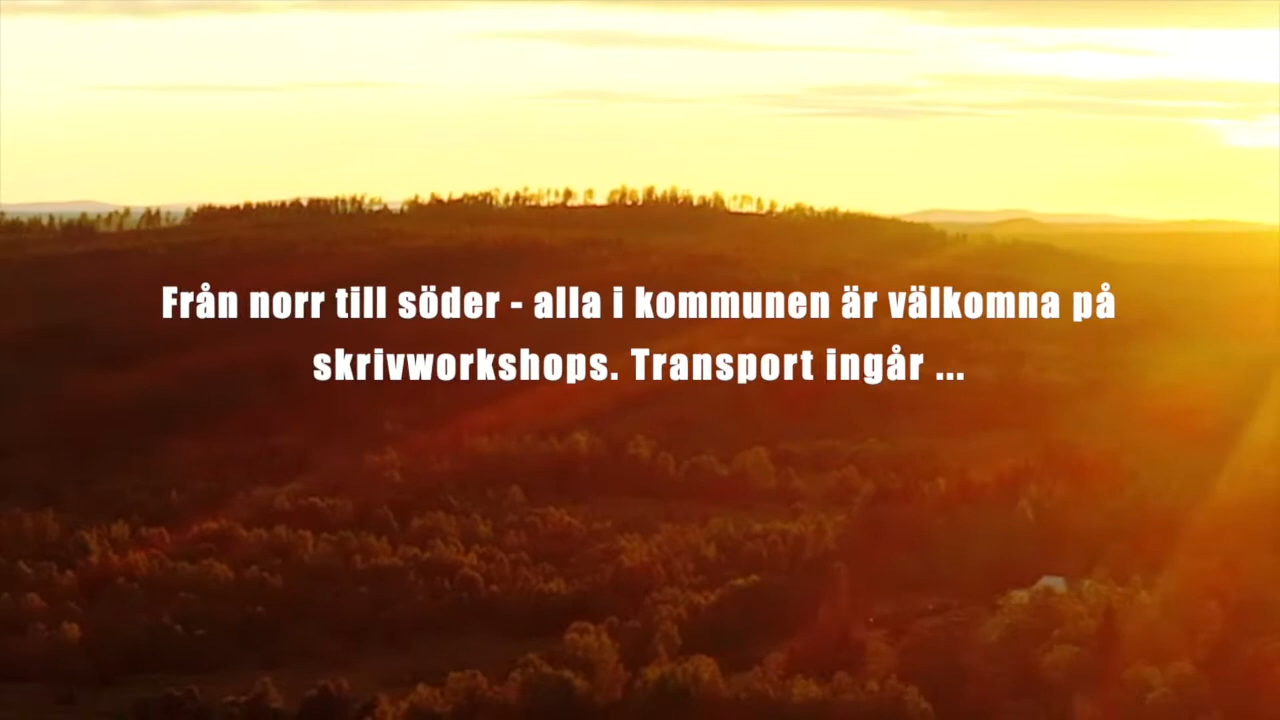 Från norr till söder - alla i kommunen är välkomna på
skrivworkshops. Transport ingår ...